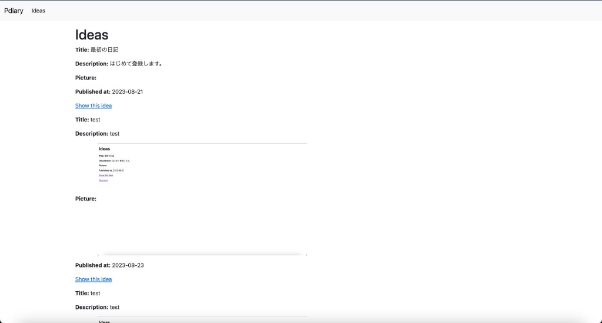 Pdiary Ideas
Ideas
Title: 最初の日記
Description: はじめて登録します。
Picture:
Published at: 2023-08-21
Show this idea
Title: test
Description: test
Ideas
Picture:
Published at: 2023-08-23
Show this idea
Title: test
Description: test